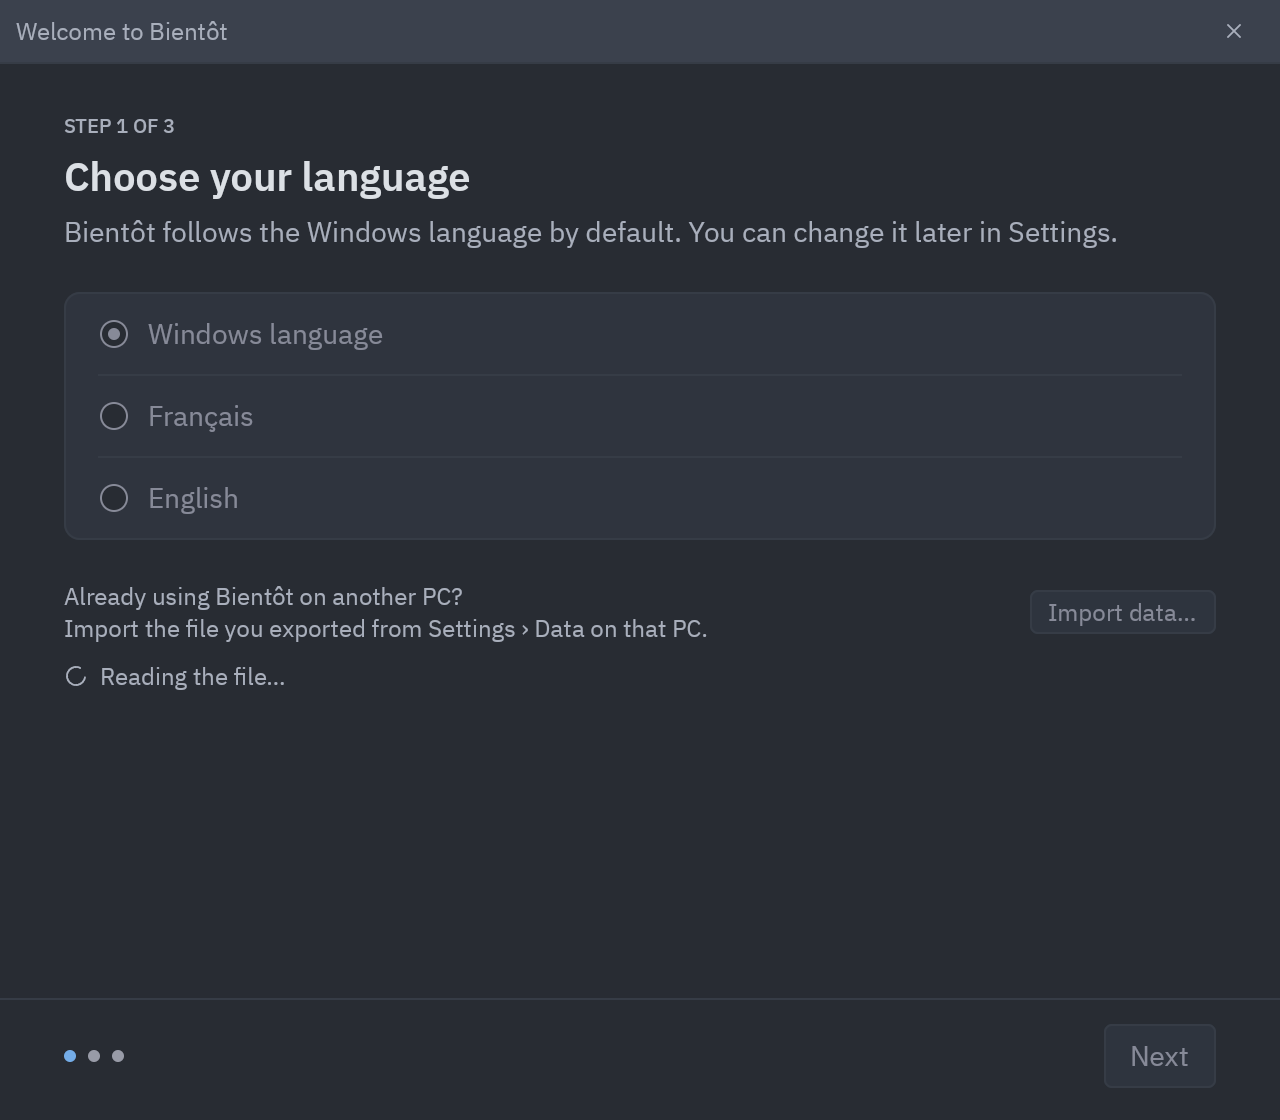 Welcome to Bientôt
STEP 1 OF 3
Choose your language
Bientôt follows the Windows language by default. You can change it later in Settings.
Windows language
Français
English
Already using Bientôt on another PC?
Import the file you exported from Settings › Data on that PC.
Import data…
Reading the file…
Next